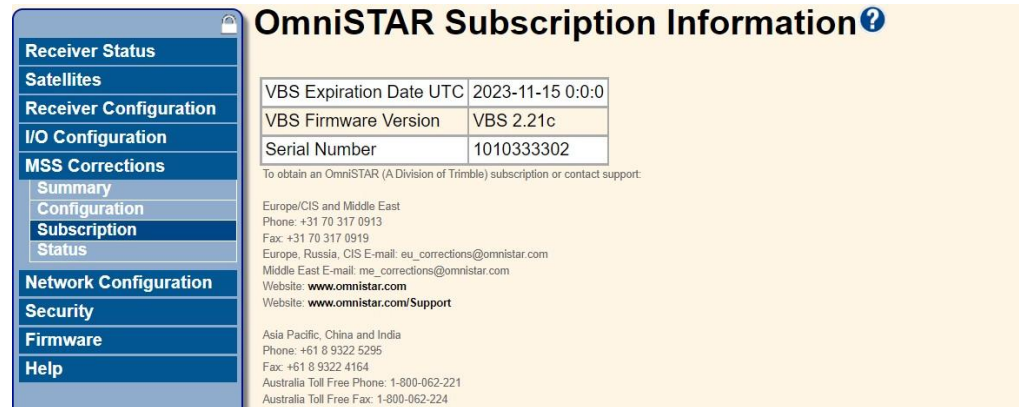 OmniSTAR Subscription Information?
Receiver Status
Satellites
Receiver Configuration
I/O Configuration
MSS Corrections
Summary
Configuration
Subscription
Status
Network Configuration
Security
Firmware
Help
VBS Expiration Date UTC 2023-11-15 0:0:0
VBS Firmware Version VBS 2.21c
Serial Number 1010333302
To obtain an OmniSTAR (A Division of Trimble) subscription or contact support:
Europe/CIS and Middle East
Phone: +31 70 317 0913
Fax: +31 70 317 0919
Europe, Russia, CIS E-mail: eu_corrections@omnistar.com
Middle East E-mail: me_corrections@omnistar.com
Website: www.omnistar.com
Website: www.omnistar.com/Support
Asia Pacific, China and India
Phone: +61 8 9322 5295
Fax: +61 8 9322 4164
Australia Toll Free Phone: 1-800-062-221
Australia Toll Free Fax: 1-800-062-224